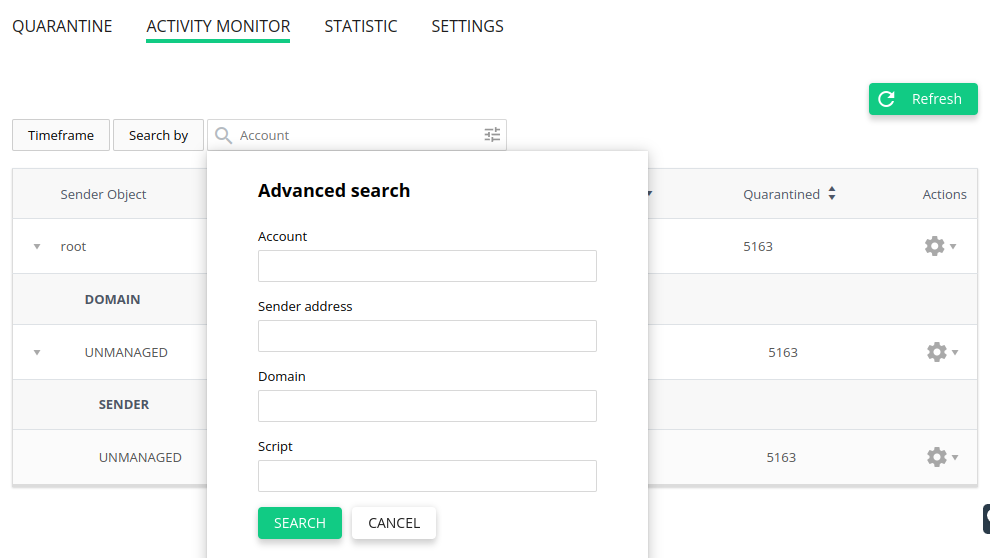 QUARANTINE ACTIVITY MONITOR STATISTIC SETTINGS
Refresh
Timeframe Search by Account
Sender Object Quarantined Actions
Advanced search
root 5163
Account
DOMAIN
Sender address
UNMANAGED 5163
Domain
SENDER
Script
UNMANAGED 5163
SEARCH CANCEL